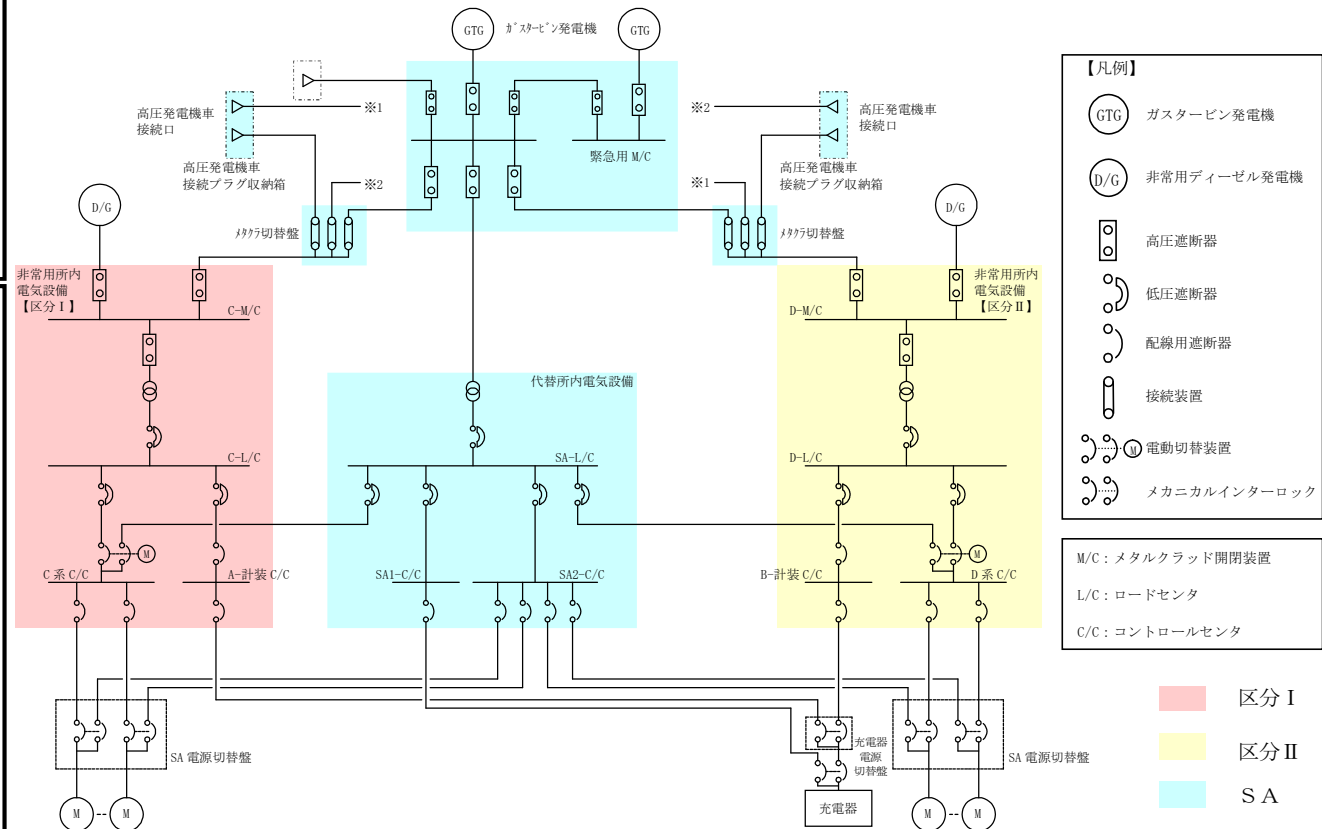 GTG
ガスタービン発電機
GTG
高圧発電機車
接続口
※1
※2
高圧発電機車
接続口
緊急用 M/C
高圧発電機車
接続プラグ収納箱
※2
※1
高圧発電機車
接続プラグ収納箱
D/G
メタクラ切替盤
メタクラ切替盤
D/G
非常用所内
電気設備
【区分Ⅰ】
C-M/C
D-M/C
非常用所内
電気設備
【区分Ⅱ】
代替所内電気設備
C-L/C
SA-L/C
D-L/C
M
M
C 系 C/C
A-計装 C/C
SA1-C/C
SA2-C/C
B-計装 C/C
D 系 C/C
SA 電源切替盤
充電器
電源
切替盤
SA 電源切替盤
M
M
充電器
M
M
【凡例】
GTG
ガスタービン発電機
D/G
非常用ディーゼル発電機
高圧遮断器
低圧遮断器
配線用遮断器
接続装置
M
電動切替装置
メカニカルインターロック
M/C：メタルクラッド開閉装置
L/C：ロードセンタ
C/C：コントロールセンタ
区分Ⅰ
区分Ⅱ
ＳＡ